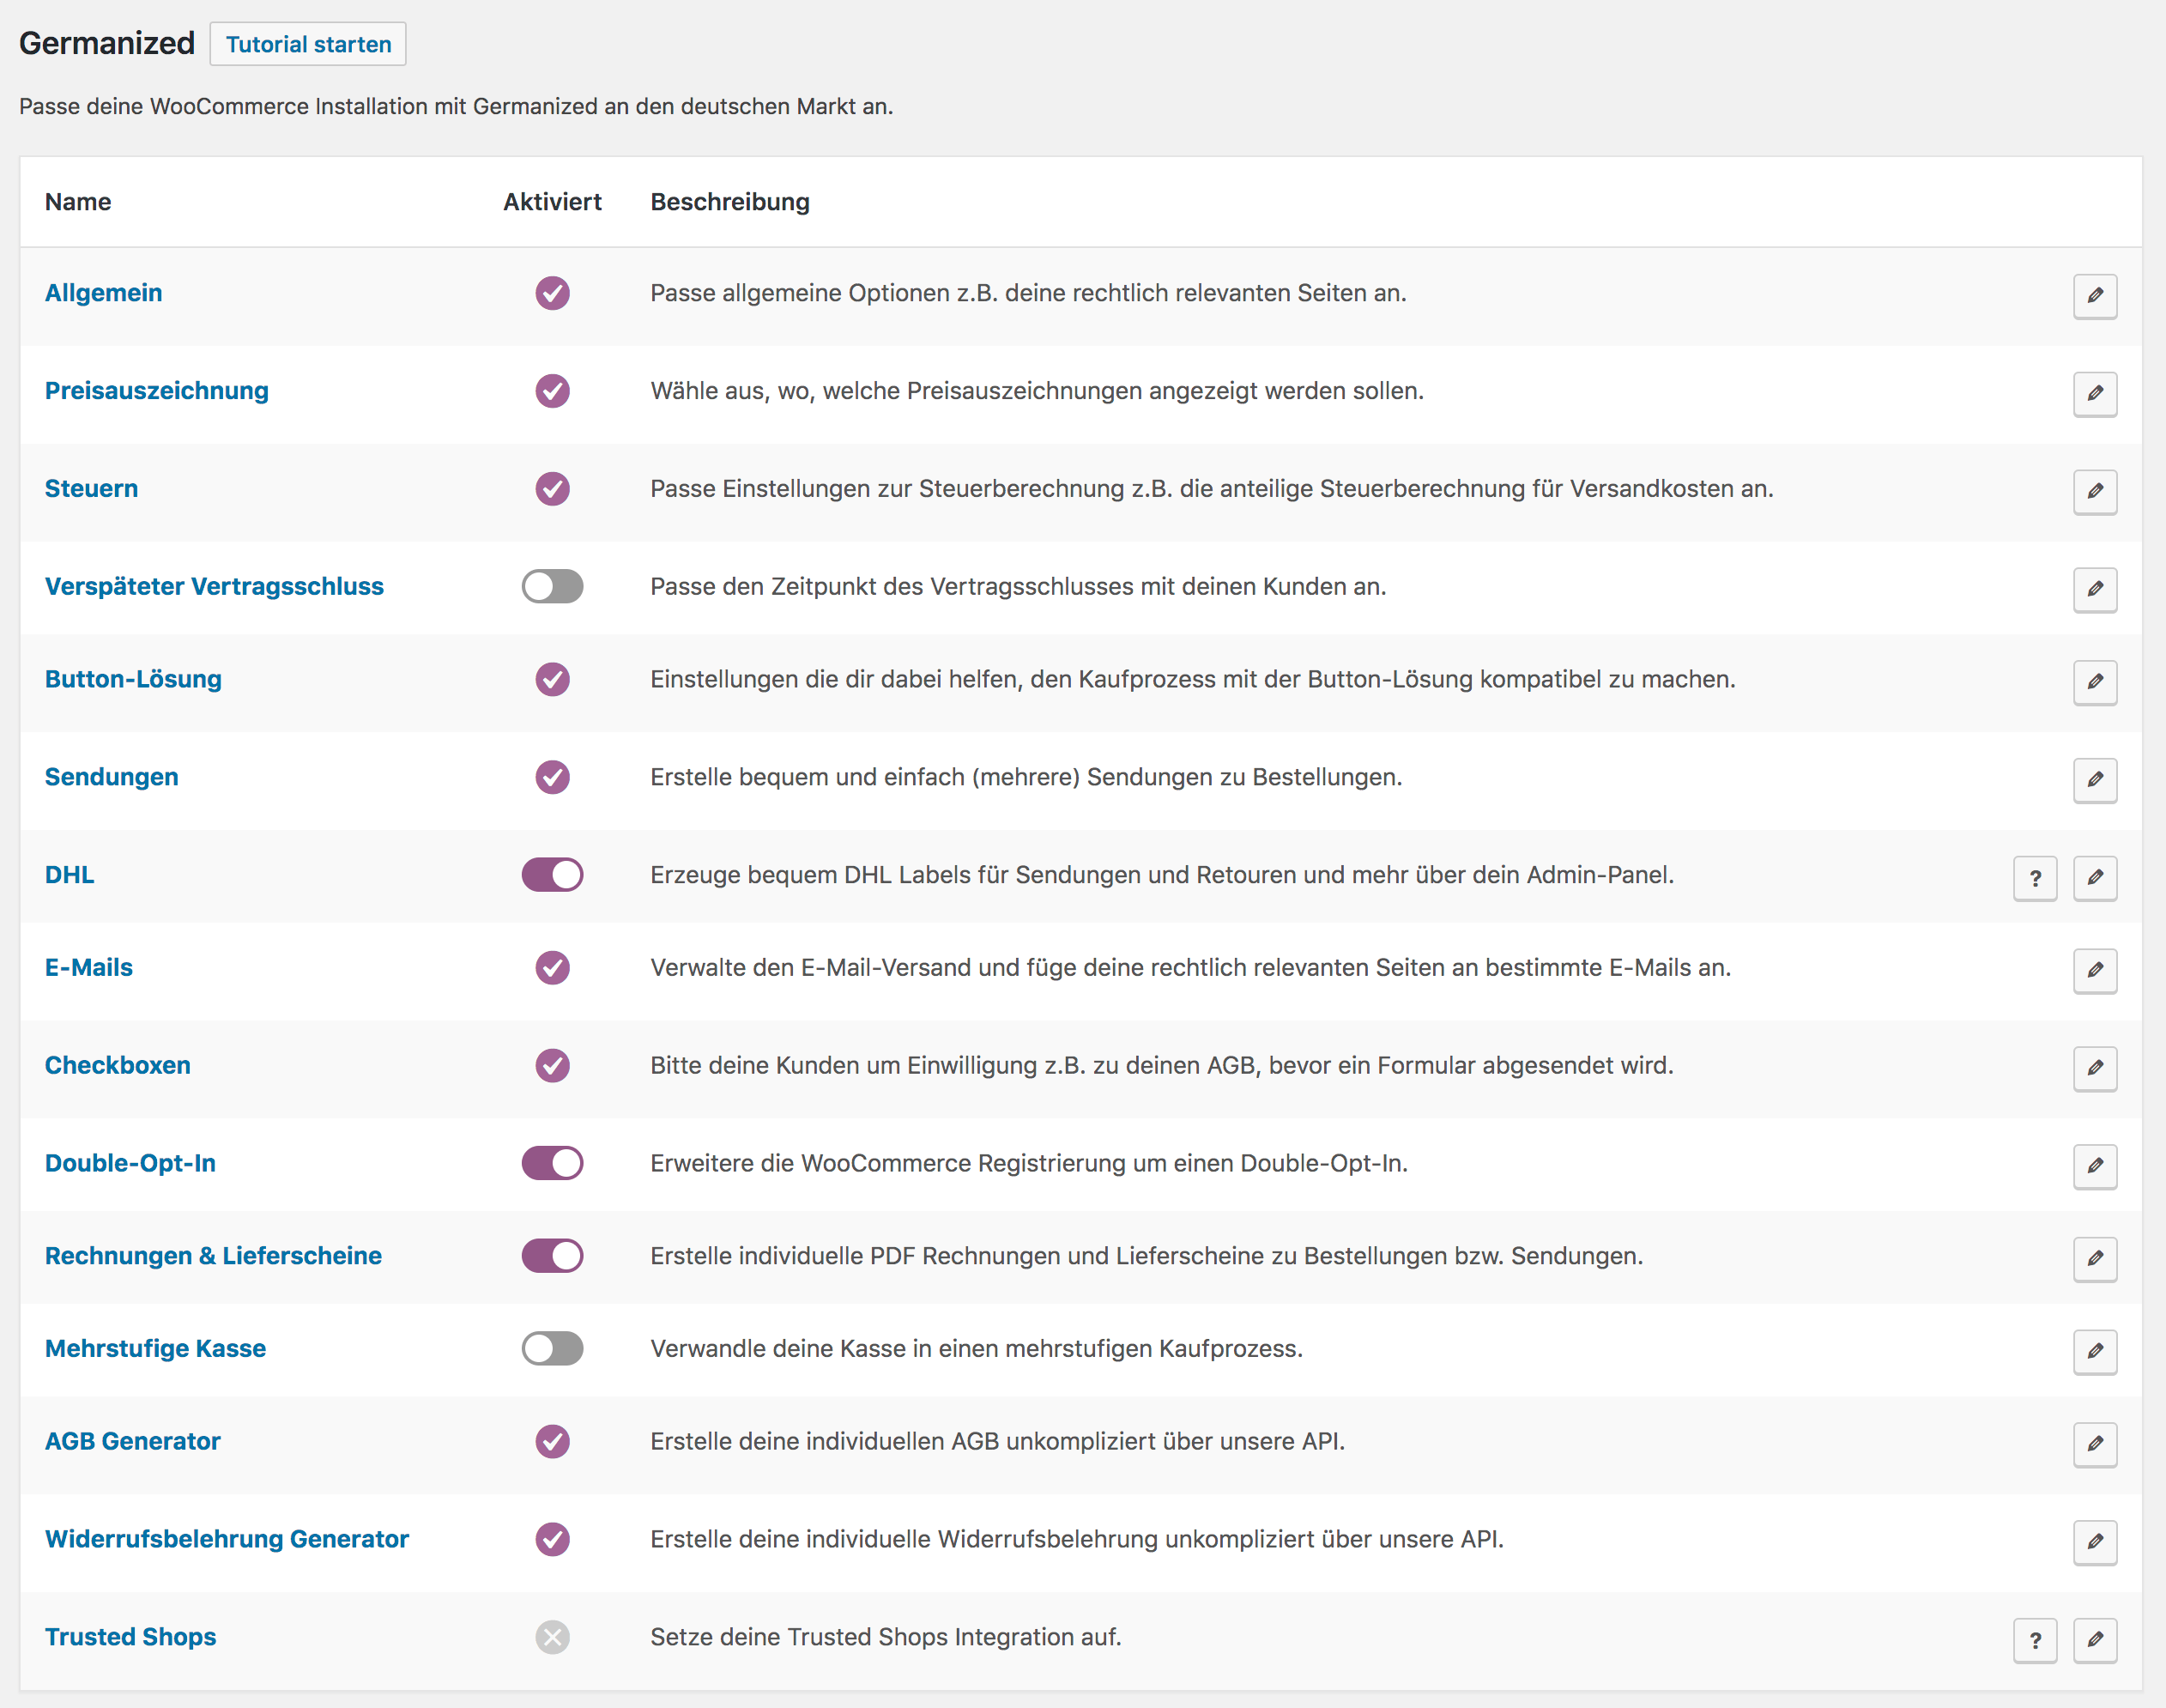 Germanized Tutorial starten
Passe deine WooCommerce Installation mit Germanized an den deutschen Markt an.
Name Aktiviert Beschreibung
Allgemein Passe allgemeine Optionen z.B. deine rechtlich relevanten Seiten an.
Preisauszeichnung Wähle aus, wo, welche Preisauszeichnungen angezeigt werden sollen.
Steuern Passe Einstellungen zur Steuerberechnung z.B. die anteilige Steuerberechnung für Versandkosten an.
Verspäteter Vertragsschluss Passe den Zeitpunkt des Vertragsschlusses mit deinen Kunden an.
Button-Lösung Einstellungen die dir dabei helfen, den Kaufprozess mit der Button-Lösung kompatibel zu machen.
Sendungen Erstelle bequem und einfach (mehrere) Sendungen zu Bestellungen.
DHL Erzeuge bequem DHL Labels für Sendungen und Retouren und mehr über dein Admin-Panel. ?
E-Mails Verwalte den E-Mail-Versand und füge deine rechtlich relevanten Seiten an bestimmte E-Mails an.
Checkboxen Bitte deine Kunden um Einwilligung z.B. zu deinen AGB, bevor ein Formular abgesendet wird.
Double-Opt-In Erweitere die WooCommerce Registrierung um einen Double-Opt-In.
Rechnungen & Lieferscheine Erstelle individuelle PDF Rechnungen und Lieferscheine zu Bestellungen bzw. Sendungen.
Mehrstufige Kasse Verwandle deine Kasse in einen mehrstufigen Kaufprozess.
AGB Generator Erstelle deine individuellen AGB unkompliziert über unsere API.
Widerrufsbelehrung Generator Erstelle deine individuelle Widerrufsbelehrung unkompliziert über unsere API.
Trusted Shops Setze deine Trusted Shops Integration auf. ?